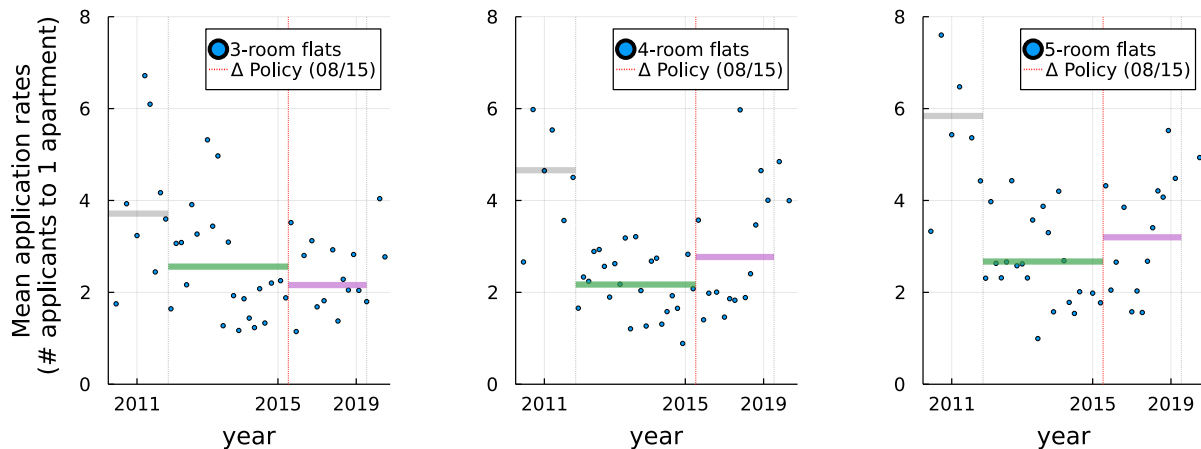 Mean application rates
(# applicants to 1 apartment)
8
6
4
2
0
3-room flats
Δ Policy (08/15)
2011
2015
2019
year
8
6
4
2
0
4-room flats
Δ Policy (08/15)
2011
2015
2019
year
8
6
4
2
0
5-room flats
Δ Policy (08/15)
2011
2015
2019
year